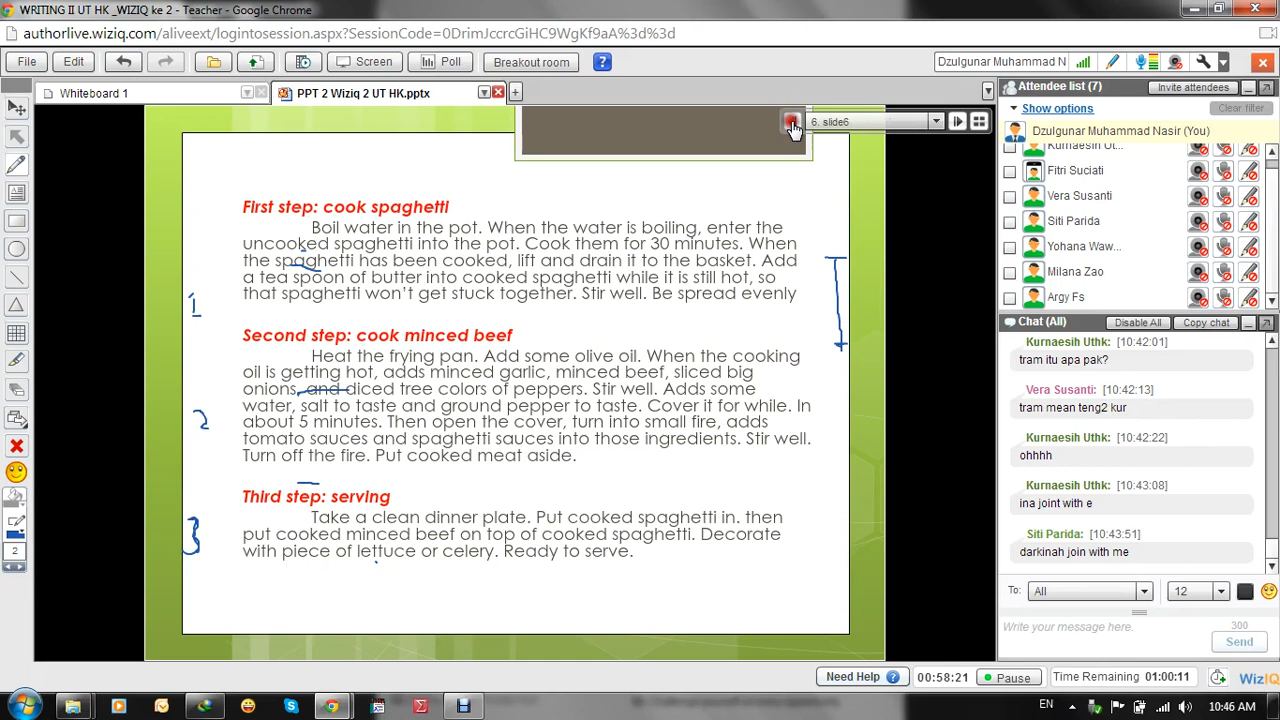 WRITING II UT HK _WIZIQ ke 2 - Teacher - Google Chrome
authorlive.wiziq.com/aliveext/logintosession.aspx?SessionCode=0DrimJccrcGiHC9WgKf9aA%3d%3d
File Edit Screen Poll Breakout room ? Dzulgunar Muhammad N
Whiteboard 1 PPT 2 Wiziq 2 UT HK.pptx
Attendee list (7) Invite attendees
Show options Clear filter
6. slide6
Dzulgunar Muhammad Nasir (You)
Kurnaesin Ut...
Fitri Suciati
Vera Susanti
Siti Parida
Yohana Waw...
Milana Zao
Argy Fs
First step: cook spaghetti
Boil water in the pot. When the water is boiling, enter the
uncooked spaghetti into the pot. Cook them for 30 minutes. When
the spaghetti has been cooked, lift and drain it to the basket. Add
a tea spoon of butter into cooked spaghetti while it is still hot, so
that spaghetti won't get stuck together. Stir well. Be spread evenly
1
Second step: cook minced beef
Heat the frying pan. Add some olive oil. When the cooking
oil is getting hot, adds minced garlic, minced beef, sliced big
onions, and diced tree colors of peppers. Stir well. Adds some
water, salt to taste and ground pepper to taste. Cover it for while. In
about 5 minutes. Then open the cover, turn into small fire, adds
tomato sauces and spaghetti sauces into those ingredients. Stir well.
Turn off the fire. Put cooked meat aside.
2
Third step: serving
Take a clean dinner plate. Put cooked spaghetti in. then
put cooked minced beef on top of cooked spaghetti. Decorate
with piece of lettuce or celery. Ready to serve.
3
Chat (All) Disable All Copy chat
Kurnaesih Uthk: [10:42:01]
tram itu apa pak?
Vera Susanti: [10:42:13]
tram mean teng2 kur
Kurnaesih Uthk: [10:42:22]
ohhhh
Kurnaesih Uthk: [10:43:08]
ina joint with e
Siti Parida: [10:43:51]
darkinah join with me
To: All 12
Write your message here. 300
Send
2
Need Help ? 00:58:21 Pause Time Remaining 01:00:11 WizIQ
EN 10:46 AM